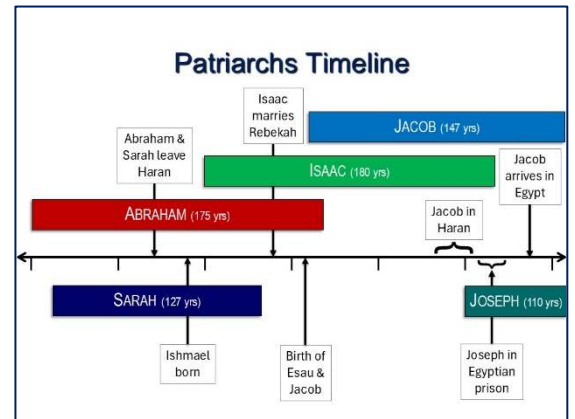 Patriarchs Timeline
Isaac
marries
Rebekah
JACOB (147 yrs)
Abraham &
Sarah leave
Haran
ISAAC (180 yrs)
Jacob
arrives in
Egypt
ABRAHAM (175 yrs)
Jacob in
Haran
SARAH (127 yrs)
JOSEPH (110 yrs)
Ishmael
born
Birth of
Esau &
Jacob
Joseph in
Egyptian
prison